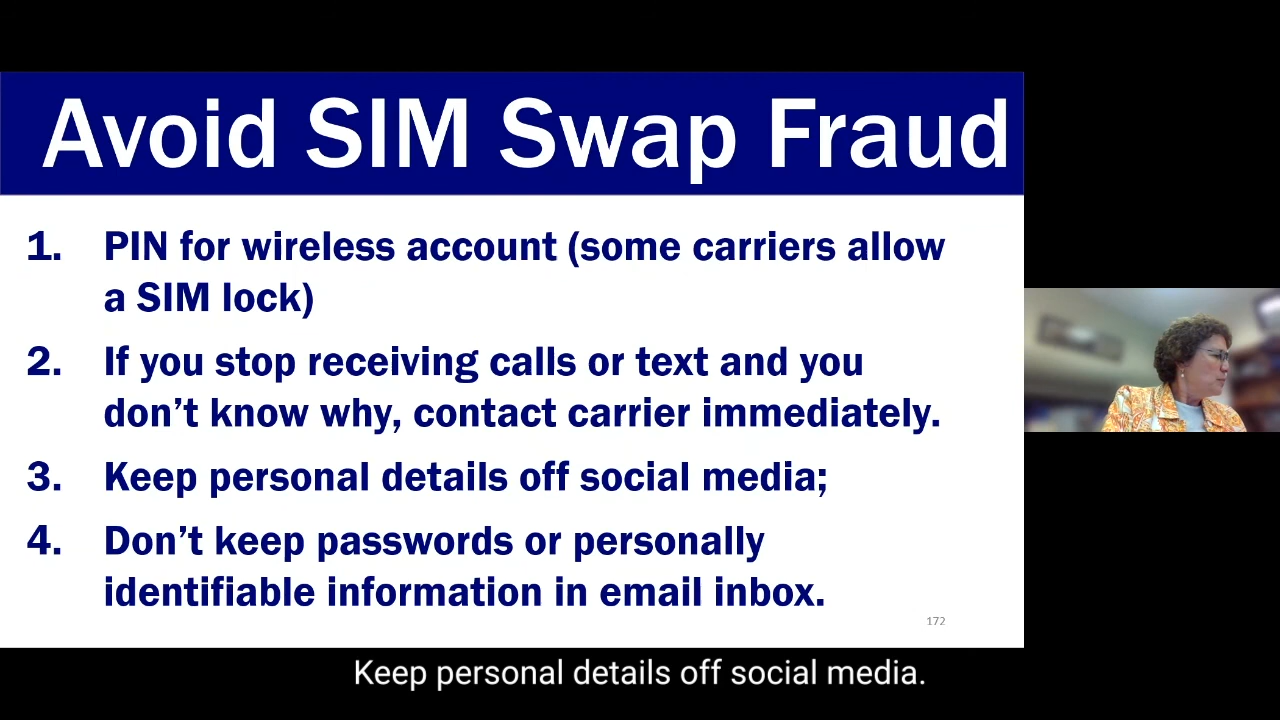 Avoid SIM Swap Fraud
1. PIN for wireless account (some carriers allow
a SIM lock)
2. If you stop receiving calls or text and you
don’t know why, contact carrier immediately.
3. Keep personal details off social media;
4. Don’t keep passwords or personally
identifiable information in email inbox.
172
Keep personal details off social media.